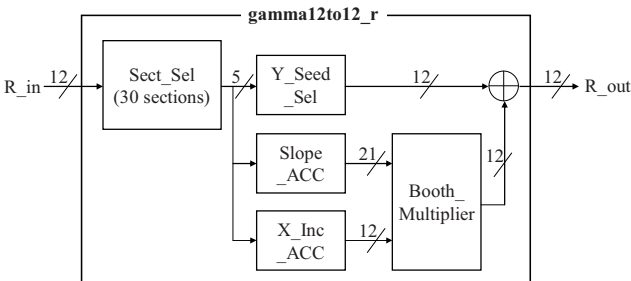 gamma12to12_r
R_in
12
Sect_Sel
(30 sections)
5
Y_Seed
_Sel
12
12
R_out
Slope
_ACC
21
12
Booth_
Multiplier
X_Inc
_ACC
12